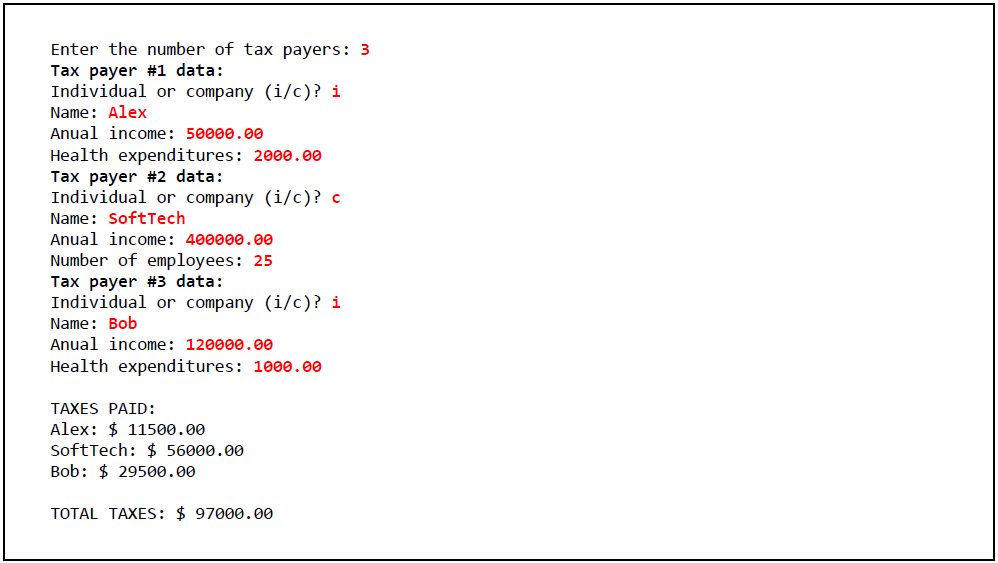 Enter the number of tax payers: 3
Tax payer #1 data:
Individual or company (i/c)? i
Name: Alex
Anual income: 50000.00
Health expenditures: 2000.00
Tax payer #2 data:
Individual or company (i/c)? c
Name: SoftTech
Anual income: 400000.00
Number of employees: 25
Tax payer #3 data:
Individual or company (i/c)? i
Name: Bob
Anual income: 120000.00
Health expenditures: 1000.00
TAXES PAID:
Alex: $ 11500.00
SoftTech: $ 56000.00
Bob: $ 29500.00
TOTAL TAXES: $ 97000.00